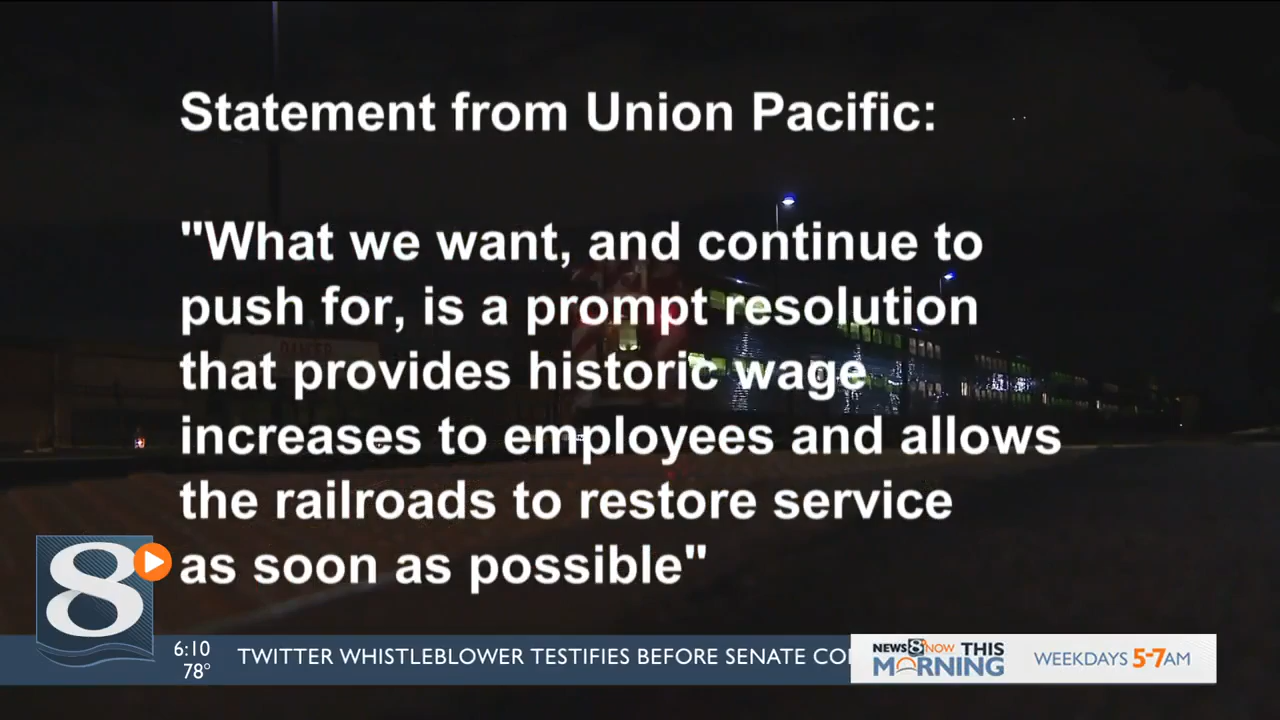 Statement from Union Pacific:
"What we want, and continue to
push for, is a prompt resolution
that provides historic wage
increases to employees and allows
the railroads to restore service
as soon as possible"
8
6:10
78°
TWITTER WHISTLEBLOWER TESTIFIES BEFORE SENATE
NEWS 8 NOW THIS
MORNING
WEEKDAYS 5-7AM
DANGER